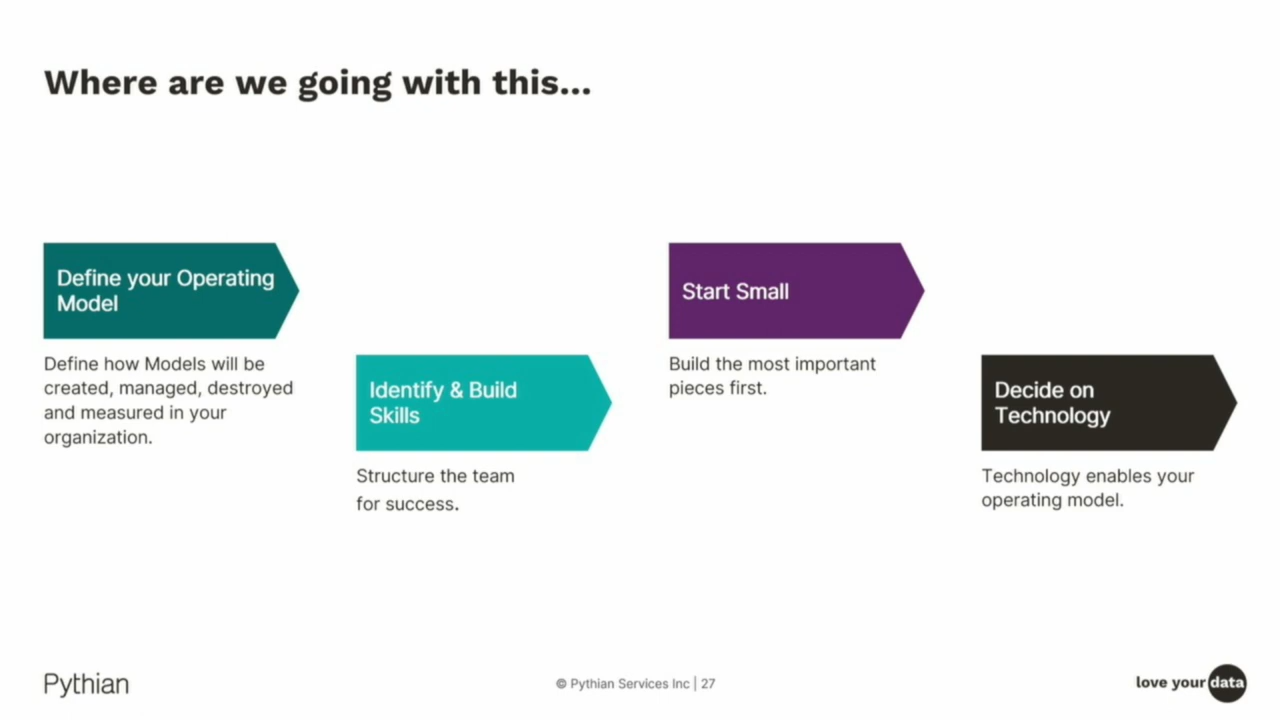 Where are we going with this...
Define your Operating
Model
Define how Models will be
created, managed, destroyed
and measured in your
organization.
Identify & Build
Skills
Structure the team
for success.
Start Small
Build the most important
pieces first.
Decide on
Technology
Technology enables your
operating model.
Pythian
© Pythian Services Inc | 27
love your data